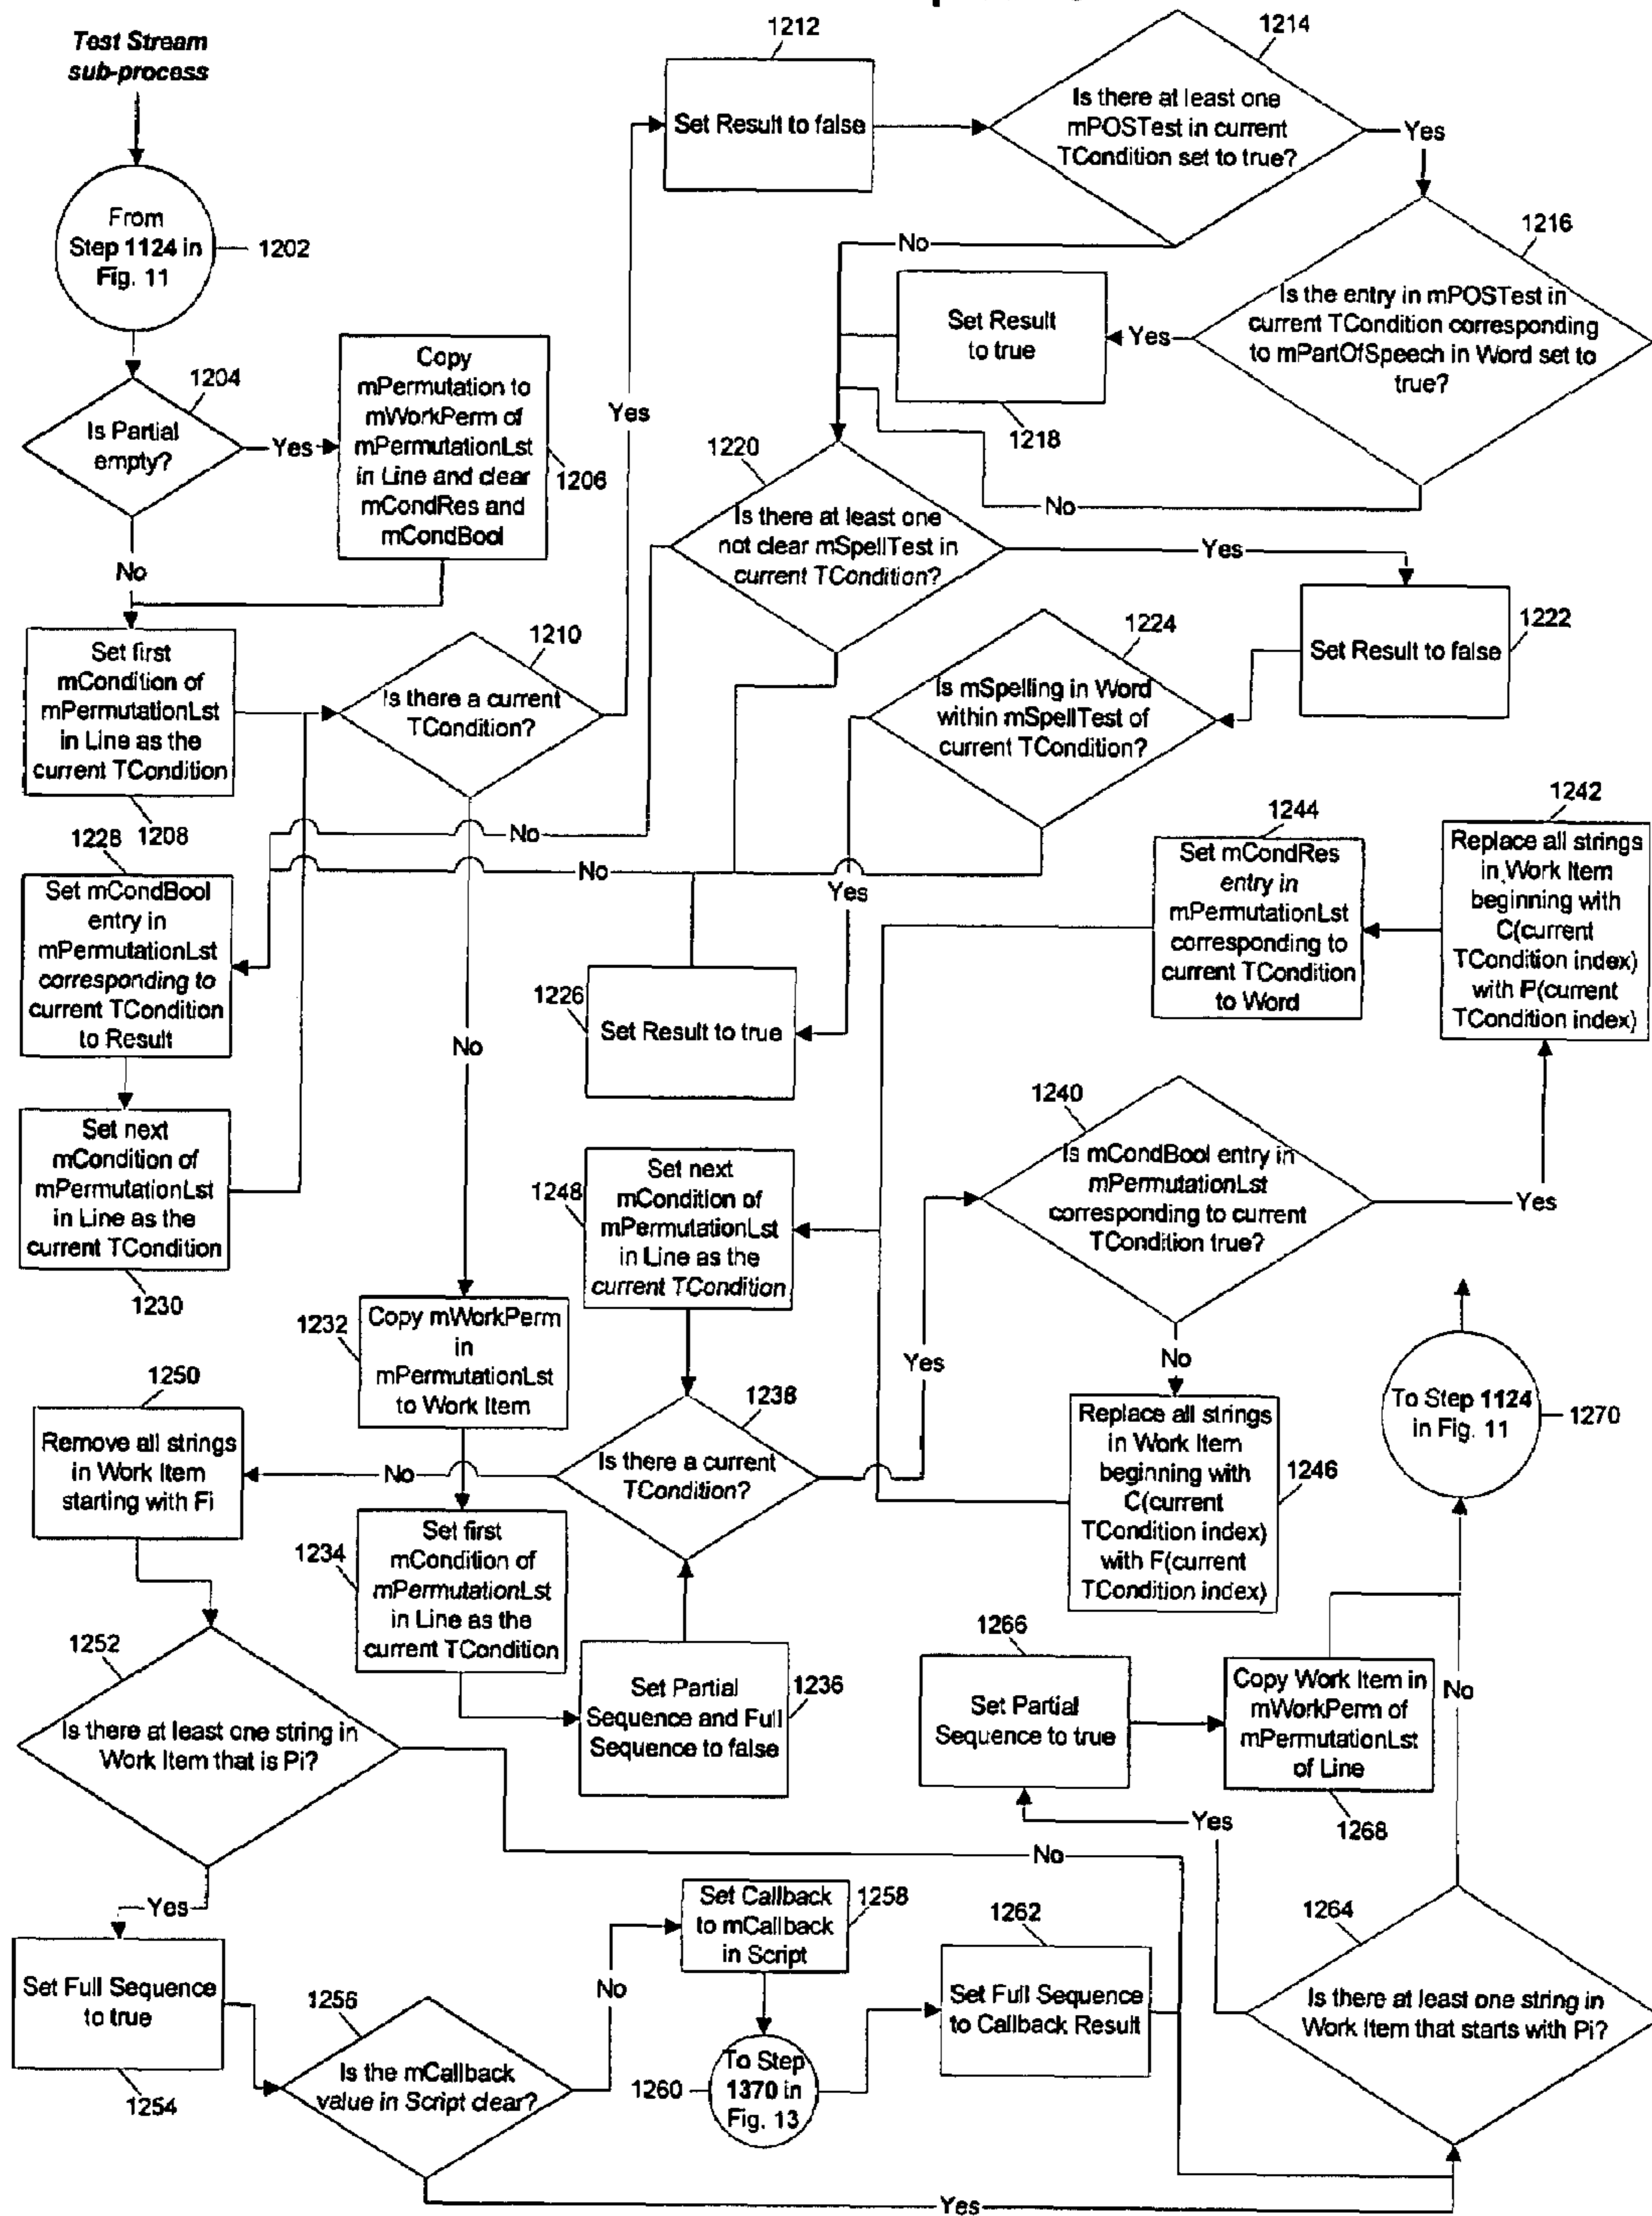 Test Stream
sub-process
From
Step 1124 in
Fig. 11
1202
1204
Is Partial
empty?
Yes
No
Copy
mPermutation to
mWorkPerm of
mPermutationLst
in Line and clear
mCondRes and
mCondBool
1206
Set first
mCondition of
mPermutationLst
in Line as the
current TCondition
1208
1210
Is there a current
TCondition?
Yes
No
1212
Set Result to false
1214
Is there at least one
mPOSTest in current
TCondition set to true?
Yes
No
1216
Is the entry in mPOSTest in
current TCondition corresponding
to mPartOfSpeech in Word set to
true?
Yes
No
Set Result
to true
1218
1220
Is there at least one
not clear mSpellTest in
current TCondition?
Yes
No
Set Result to false
1222
1224
Is mSpelling in Word
within mSpellTest of
current TCondition?
No
Yes
1226
Set Result to true
1228
Set mCondBool
entry in
mPermutationLst
corresponding to
current TCondition
to Result
Set next
mCondition of
mPermutationLst
in Line as the
current TCondition
1230
1232
Copy mWorkPerm
in
mPermutationLst
to Work Item
1234
Set first
mCondition of
mPermutationLst
in Line as the
current TCondition
Set Partial
Sequence and Full
Sequence to false
1236
1238
Is there a current
TCondition?
Yes
No
1240
Is mCondBool entry in
mPermutationLst
corresponding to current
TCondition true?
Yes
No
1242
Replace all strings
in Work Item
beginning with
C(current
TCondition index)
with P(current
TCondition index)
1244
Set mCondRes
entry in
mPermutationLst
corresponding to
current TCondition
to Word
Replace all strings
in Work Item
beginning with
C(current
TCondition index)
with F(current
TCondition index)
1246
1248
Set next
mCondition of
mPermutationLst
in Line as the
current TCondition
1250
Remove all strings
in Work Item
starting with Fi
1252
Is there at least one string in
Work Item that is Pi?
No
Yes
Set Full Sequence
to true
1254
1256
Is the mCallback
value in Script clear?
No
Yes
Set Callback
to mCallback
in Script
1258
1260
To Step
1370 in
Fig. 13
1262
Set Full Sequence
to Callback Result
1264
Is there at least one string in
Work Item that starts with Pi?
Yes
No
1266
Set Partial
Sequence to true
Copy Work Item in
mWorkPerm of
mPermutationLst
of Line
1268
To Step 1124
in Fig. 11
1270